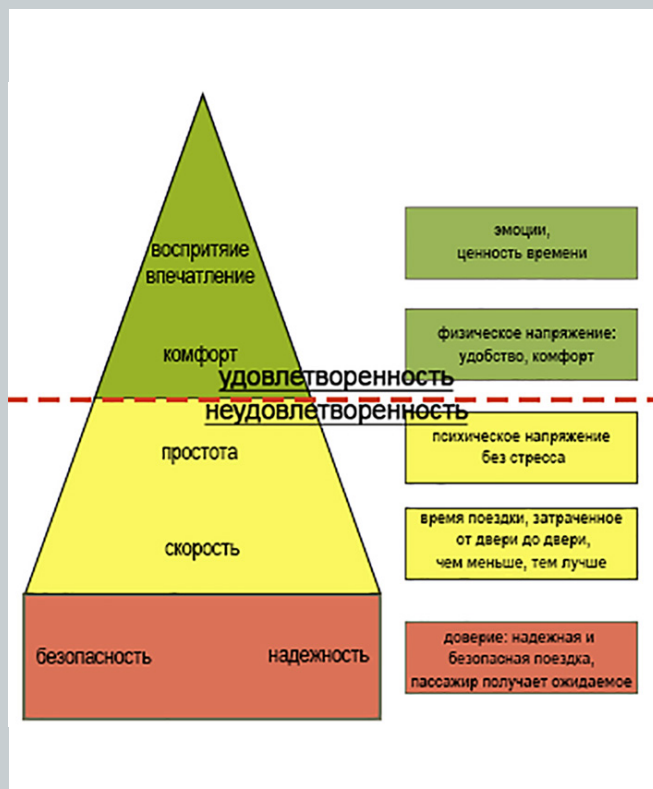 воспритяие
впечатление
комфорт
удовлетворенность
неудовлетворенность
простота
скорость
безопасность
надежность
эмоции,
ценность времени
физическое напряжение:
удобство, комфорт
психическое напряжение
без стресса
время поездки, затраченное
от двери до двери,
чем меньше, тем лучше
доверие: надежная и
безопасная поездка,
пассажир получает ожидаемое